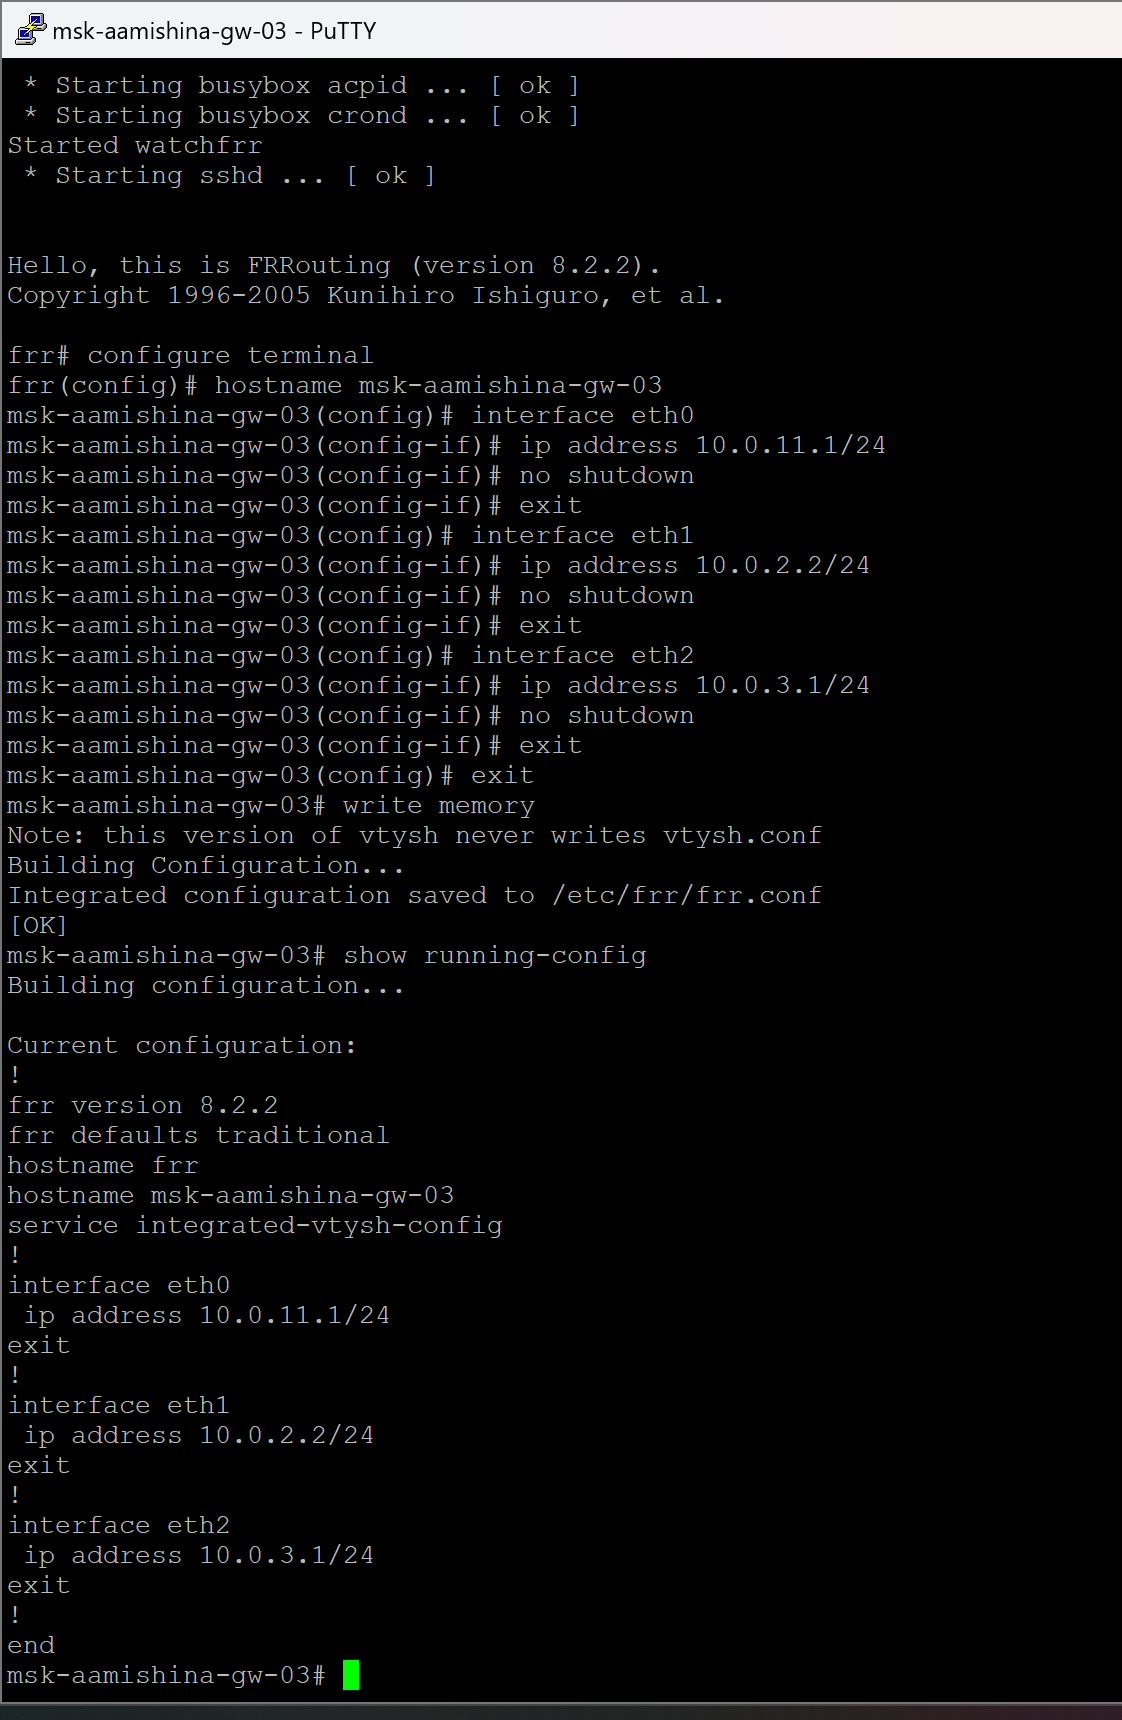 msk-aamishina-gw-03 - PuTTY
 * Starting busybox acpid ... [ ok ]
 * Starting busybox crond ... [ ok ]
Started watchfrr
 * Starting sshd ... [ ok ]
Hello, this is FRRouting (version 8.2.2).
Copyright 1996-2005 Kunihiro Ishiguro, et al.
frr# configure terminal
frr(config)# hostname msk-aamishina-gw-03
msk-aamishina-gw-03(config)# interface eth0
msk-aamishina-gw-03(config-if)# ip address 10.0.11.1/24
msk-aamishina-gw-03(config-if)# no shutdown
msk-aamishina-gw-03(config-if)# exit
msk-aamishina-gw-03(config)# interface eth1
msk-aamishina-gw-03(config-if)# ip address 10.0.2.2/24
msk-aamishina-gw-03(config-if)# no shutdown
msk-aamishina-gw-03(config-if)# exit
msk-aamishina-gw-03(config)# interface eth2
msk-aamishina-gw-03(config-if)# ip address 10.0.3.1/24
msk-aamishina-gw-03(config-if)# no shutdown
msk-aamishina-gw-03(config-if)# exit
msk-aamishina-gw-03(config)# exit
msk-aamishina-gw-03# write memory
Note: this version of vtysh never writes vtysh.conf
Building Configuration...
Integrated configuration saved to /etc/frr/frr.conf
[OK]
msk-aamishina-gw-03# show running-config
Building configuration...
Current configuration:
!
frr version 8.2.2
frr defaults traditional
hostname frr
hostname msk-aamishina-gw-03
service integrated-vtysh-config
!
interface eth0
 ip address 10.0.11.1/24
exit
!
interface eth1
 ip address 10.0.2.2/24
exit
!
interface eth2
 ip address 10.0.3.1/24
exit
!
end
msk-aamishina-gw-03#